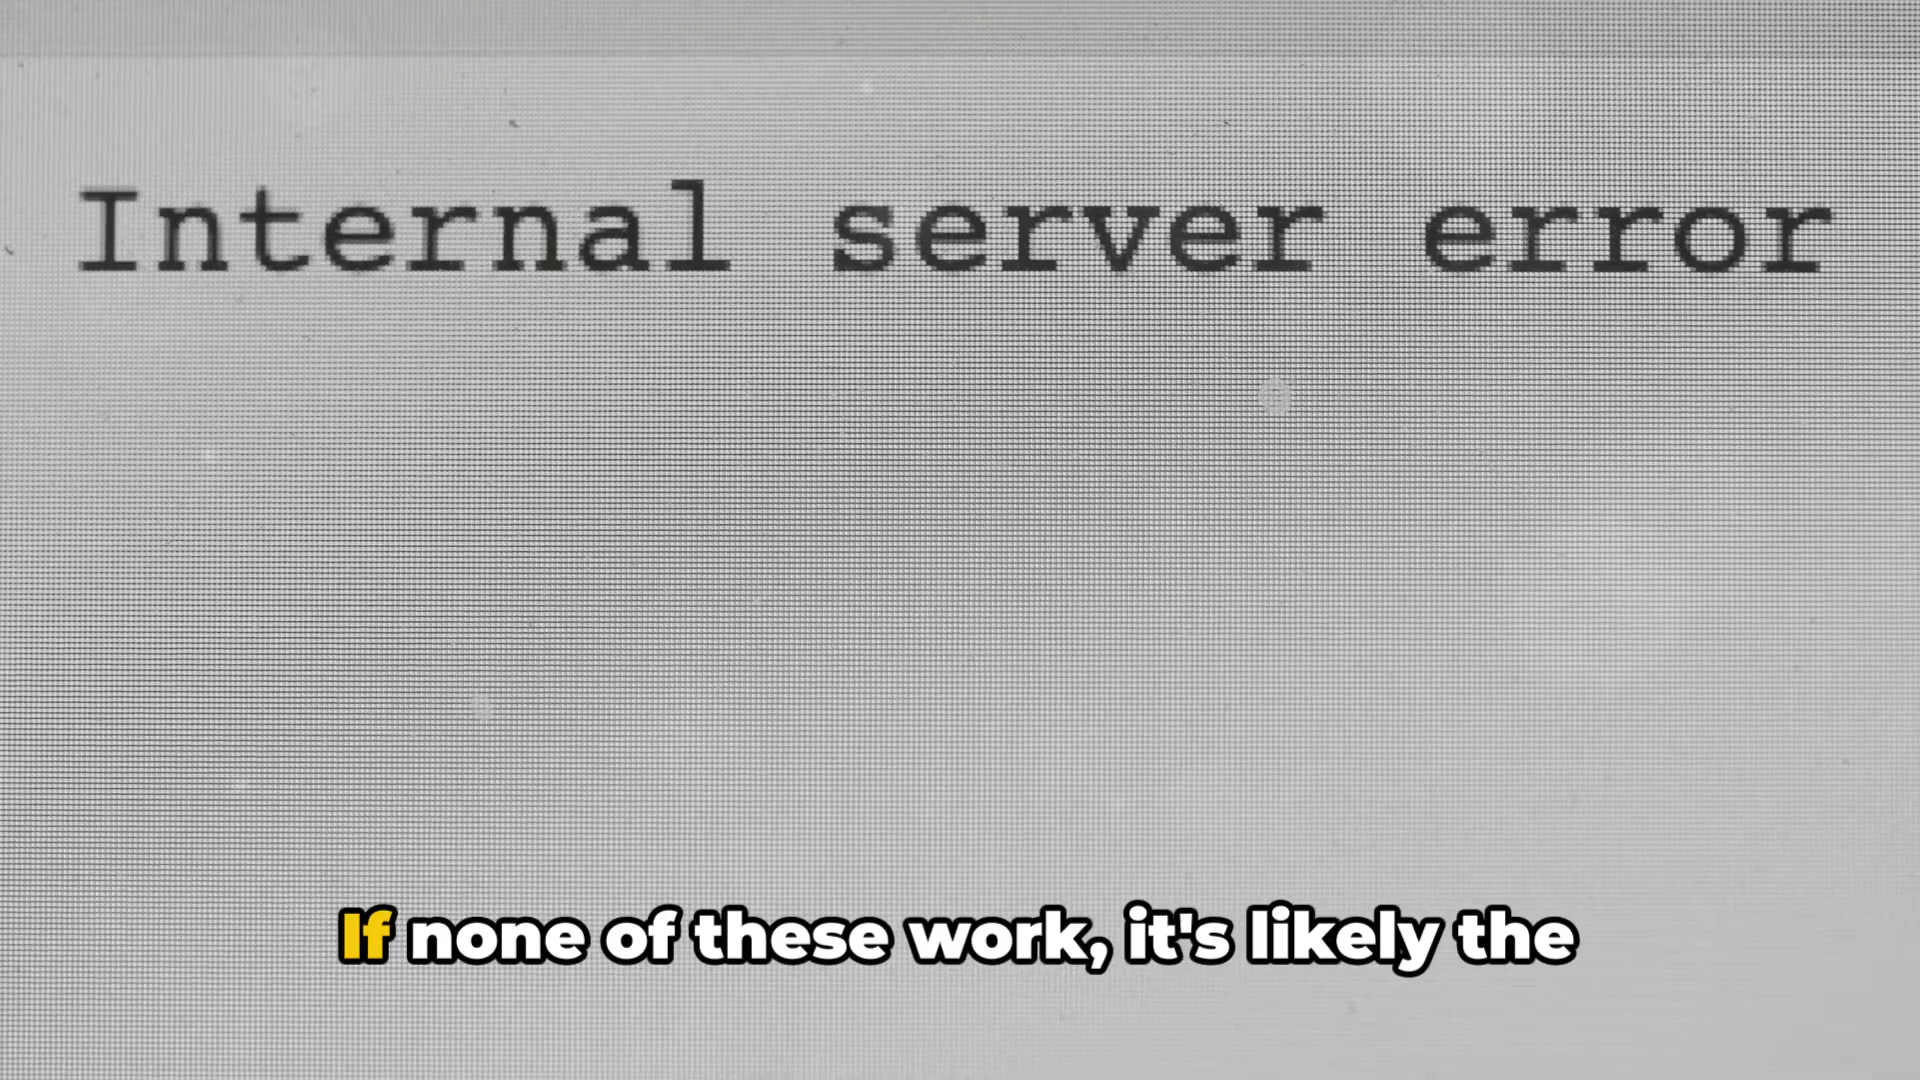 Internal server error
If none of these work, it's likely the